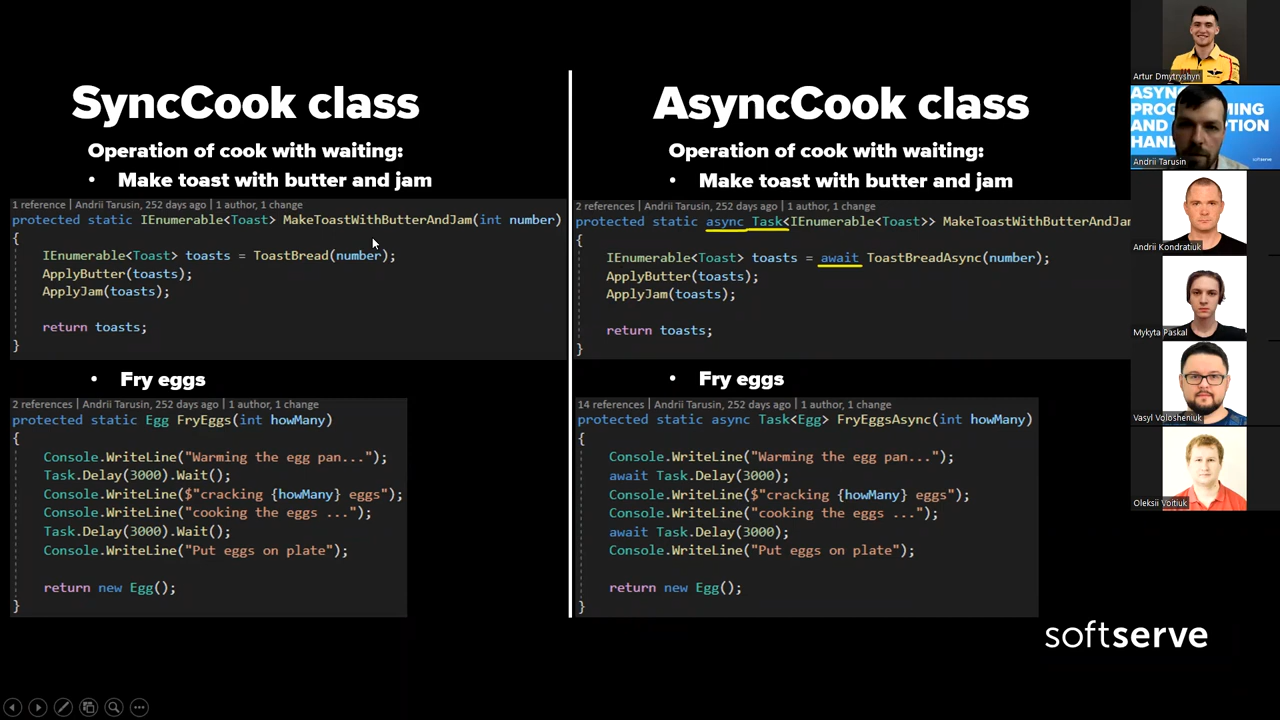 SyncCook class
Operation of cook with waiting:
• Make toast with butter and jam
1 reference | Andrii Tarusin, 252 days ago | 1 author, 1 change
protected static IEnumerable<Toast> MakeToastWithButterAndJam(int number)
{
IEnumerable<Toast> toasts = ToastBread(number);
ApplyButter(toasts);
ApplyJam(toasts);
return toasts;
}
• Fry eggs
2 references | Andrii Tarusin, 252 days ago | 1 author, 1 change
protected static Egg FryEggs(int howMany)
{
Console.WriteLine("Warming the egg pan...");
Task.Delay(3000).Wait();
Console.WriteLine($"cracking {howMany} eggs");
Console.WriteLine("cooking the eggs ...");
Task.Delay(3000).Wait();
Console.WriteLine("Put eggs on plate");
return new Egg();
}
AsyncCook class
Operation of cook with waiting:
• Make toast with butter and jam
2 references | Andrii Tarusin, 252 days ago | 1 author, 1 change
protected static async Task<IEnumerable<Toast>> MakeToastWithButterAndJam
{
IEnumerable<Toast> toasts = await ToastBreadAsync(number);
ApplyButter(toasts);
ApplyJam(toasts);
return toasts;
}
• Fry eggs
14 references | Andrii Tarusin, 252 days ago | 1 author, 1 change
protected static async Task<Egg> FryEggsAsync(int howMany)
{
Console.WriteLine("Warming the egg pan...");
await Task.Delay(3000);
Console.WriteLine($"cracking {howMany} eggs");
Console.WriteLine("cooking the eggs ...");
await Task.Delay(3000);
Console.WriteLine("Put eggs on plate");
return new Egg();
}
softserve
Artur Dmytryshyn
Andrii Tarusin
Andrii Kondratiuk
Mykyta Paskal
Vasyl Volosheniuk
Oleksii Voitiuk